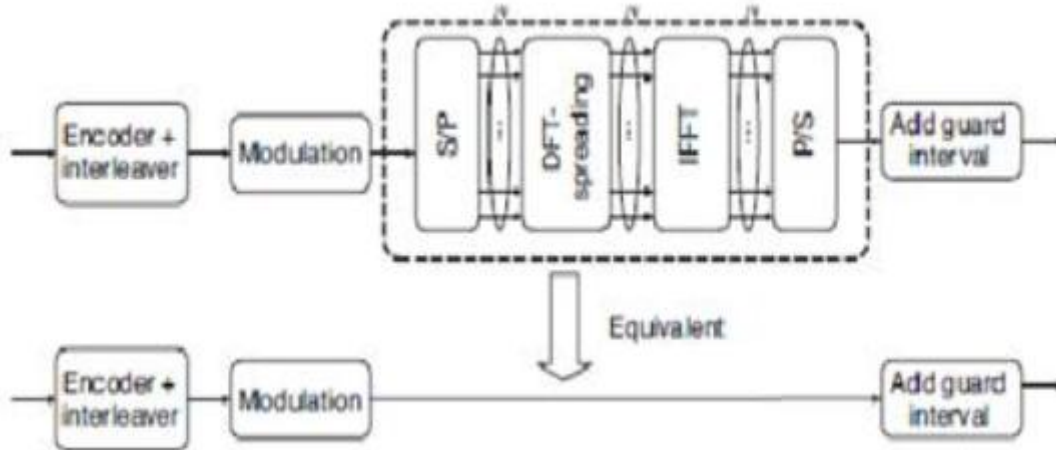 Encoder +
interleaver
Modulation
S/P
DFT-
spreading
IFFT
P/S
Add guard
interval
Equivalent
Encoder +
interleaver
Modulation
Add guard
interval